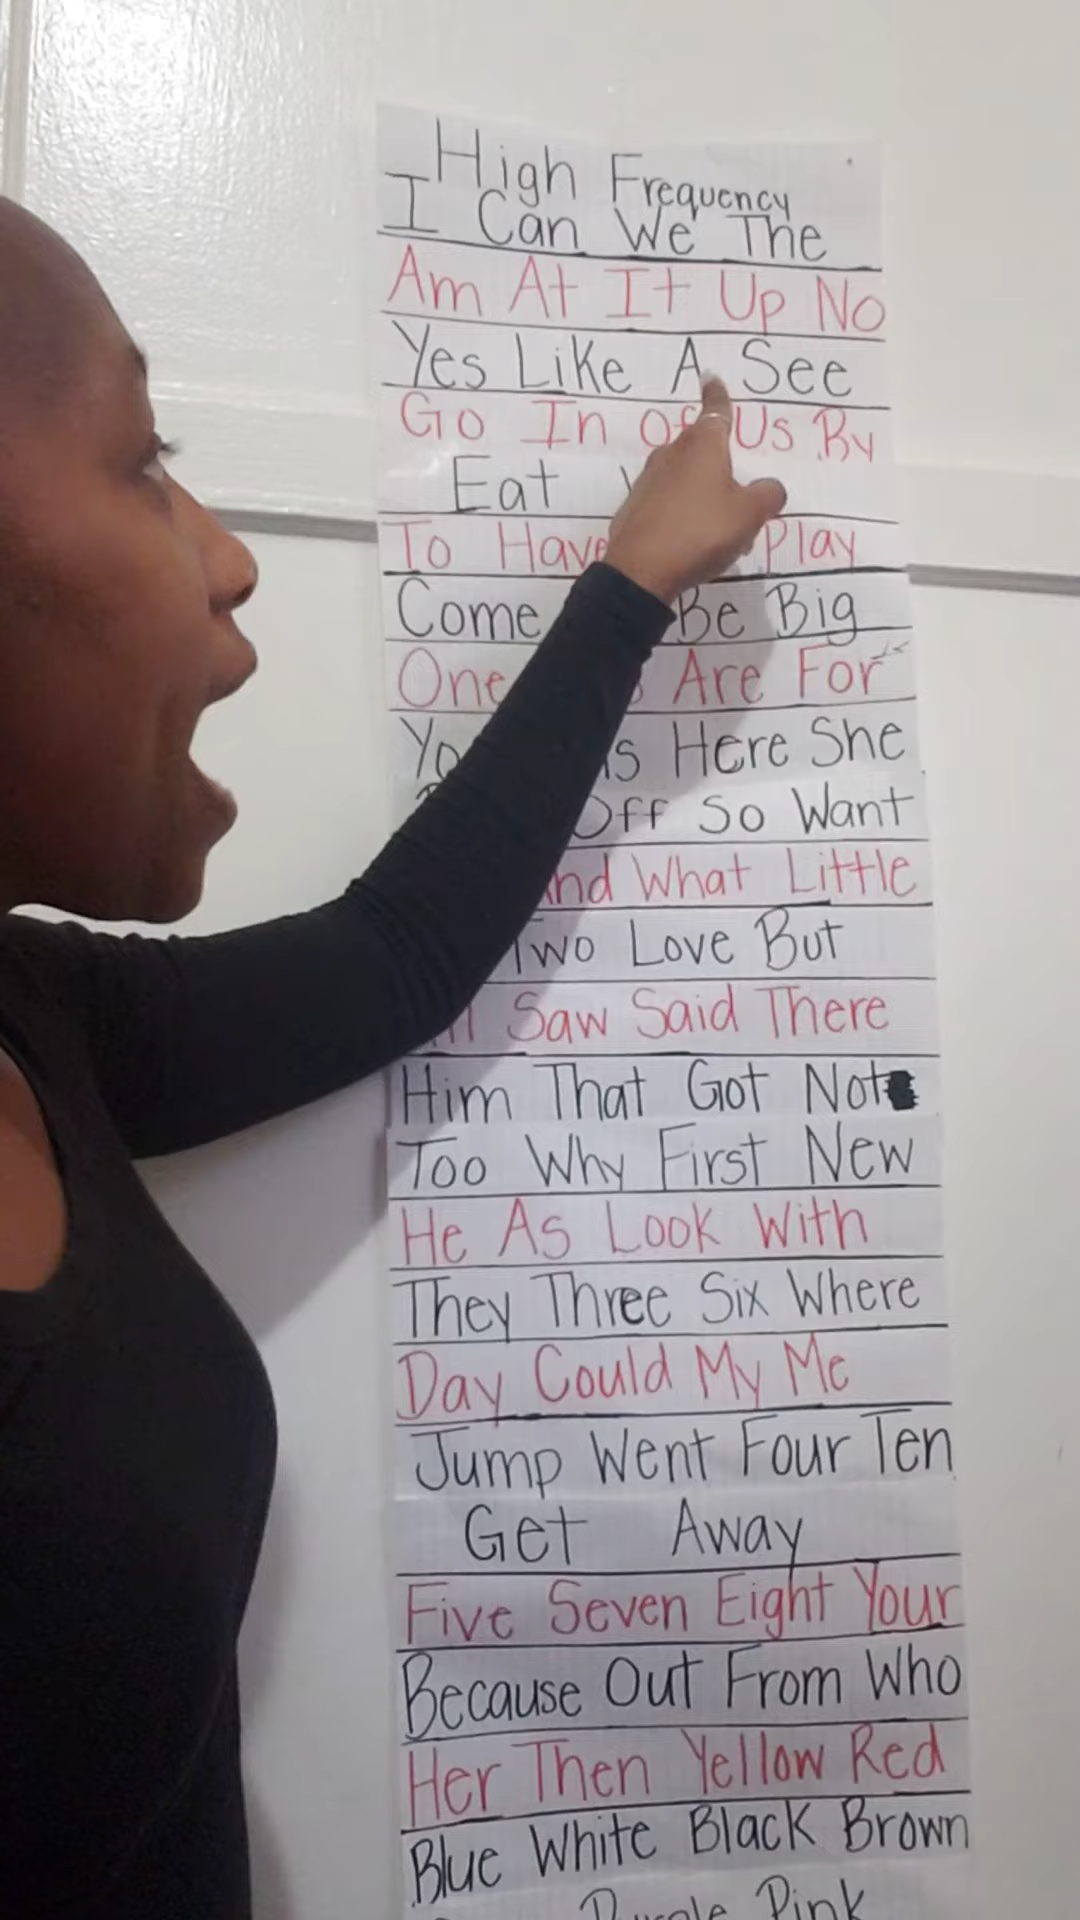 High Frequency
I Can We The
Am At It Up No
Yes Like A See
Go In Of Us By
Eat
To Have Play
Come Be Big
One Are For
Here She
Off So Want
What Little
Two Love But
Saw Said There
Him That Got Not
Too Why First New
He As Look With
They Three Six Where
Day Could My Me
Jump Went Four Ten
Get Away
Five Seven Eight Your
Because Out From Who
Her Then Yellow Red
Blue White Black Brown
Purple Pink